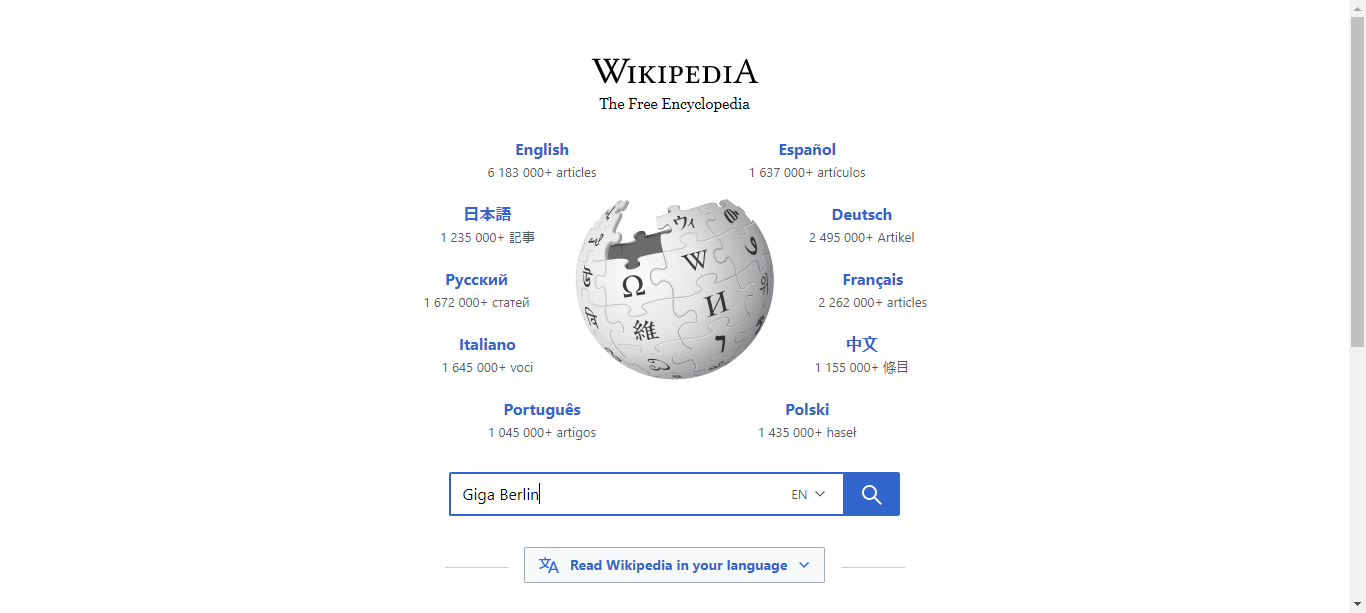 WIKIPEDIA
The Free Encyclopedia
English
6 183 000+ articles
Español
1 637 000+ artículos
日本語
1 235 000+ 記事
Deutsch
2 495 000+ Artikel
Русский
1 672 000+ статей
Français
2 262 000+ articles
Italiano
1 645 000+ voci
中文
1 155 000+ 條目
Português
1 045 000+ artigos
Polski
1 435 000+ haseł
Ω W И 維 ウィ
Giga Berlin
EN
Read Wikipedia in your language